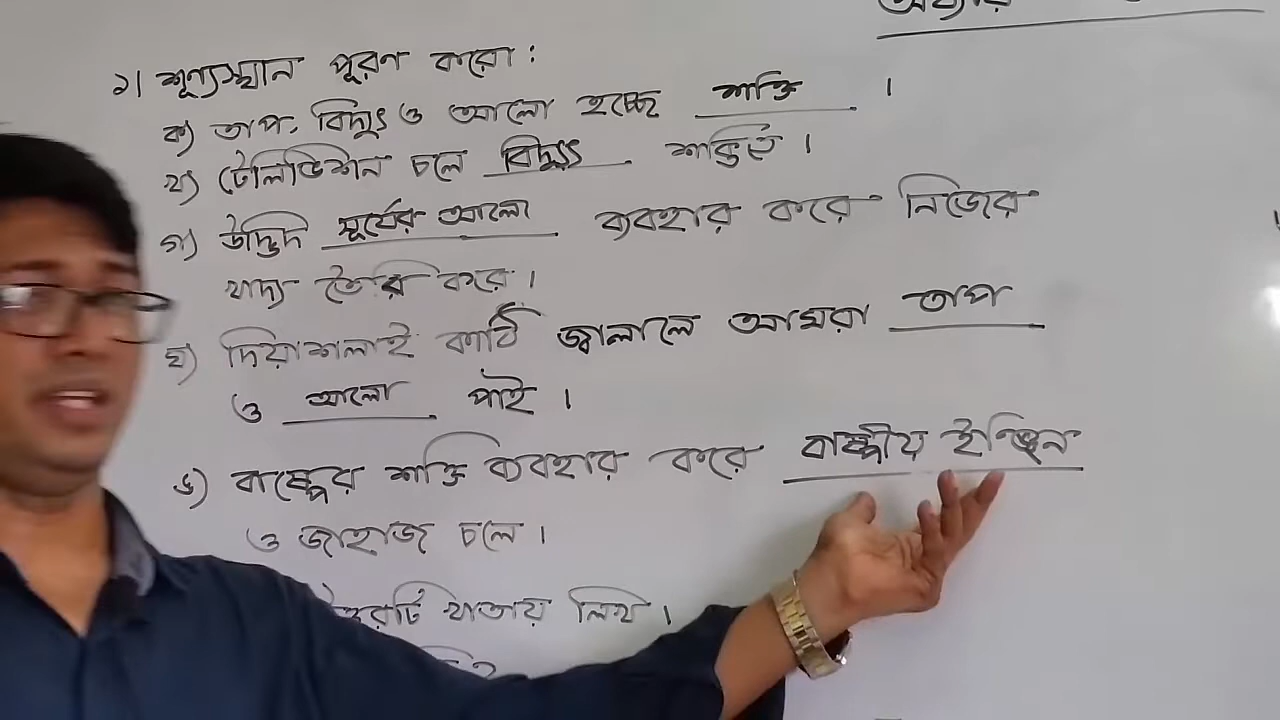 অধ্যায়
১। শূন্যস্থান পূরণ করো :
ক) তাপ, বিদ্যুৎ ও আলো হচ্ছে শক্তি ।
খ) টেলিভিশন চলে বিদ্যুৎ শক্তিতে ।
গ) উদ্ভিদ সূর্যের আলো ব্যবহার করে নিজের
খাদ্য তৈরি করে ।
ঘ) দিয়াশলাই কাঠি জ্বালালে আমরা তাপ
ও আলো পাই ।
ঙ) বাষ্পের শক্তি ব্যবহার করে বাষ্পীয় ইঞ্জিন
ও জাহাজ চলে ।
খাতায় লিখ ।